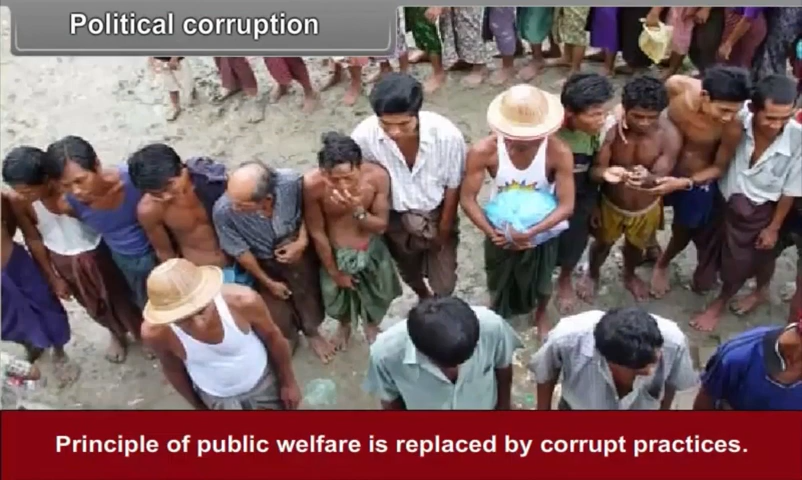 Political corruption
Principle of public welfare is replaced by corrupt practices.